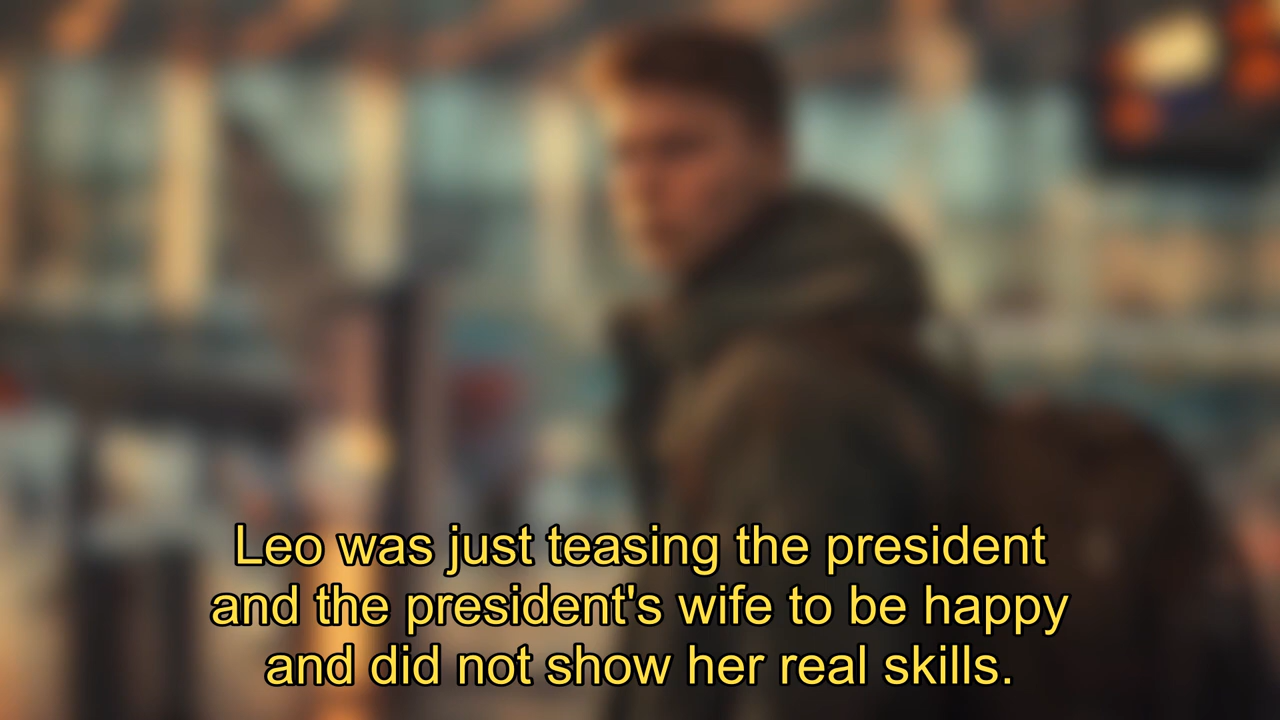 Leo was just teasing the president
and the president's wife to be happy
and did not show her real skills.